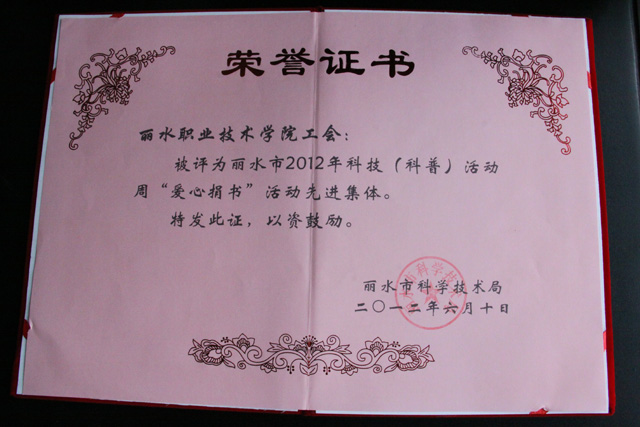 荣誉证书
丽水职业技术学院工会：
被评为丽水市2012年科技（科普）活动
周“爱心捐书”活动先进集体。
特发此证，以资鼓励。
丽水市科学技术局
二〇一二年六月十日